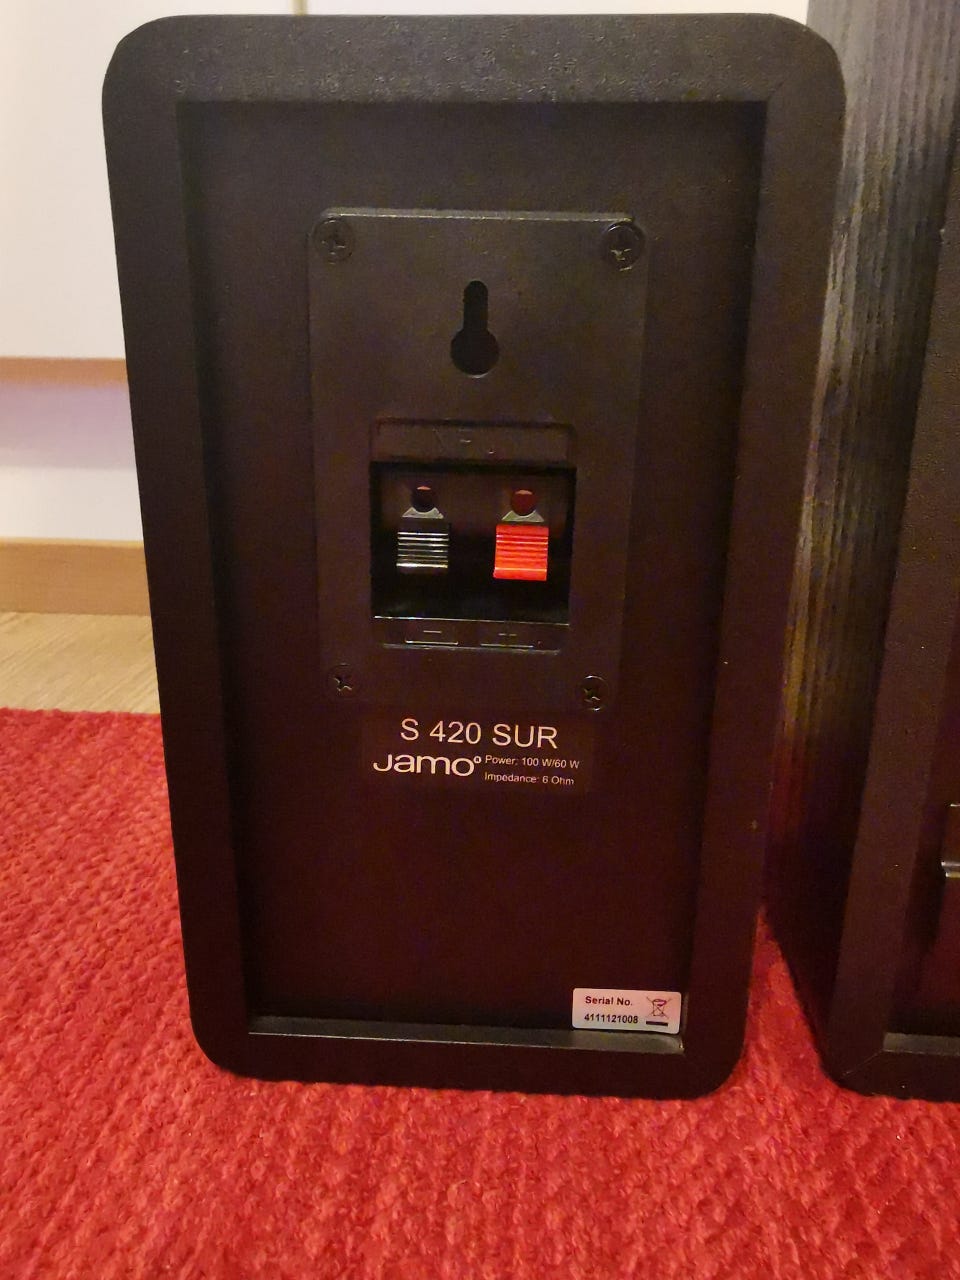 − +
S 420 SUR
Jamo Power: 100 W/60 W
Impedance: 6 Ohm
Serial No.
4111121008